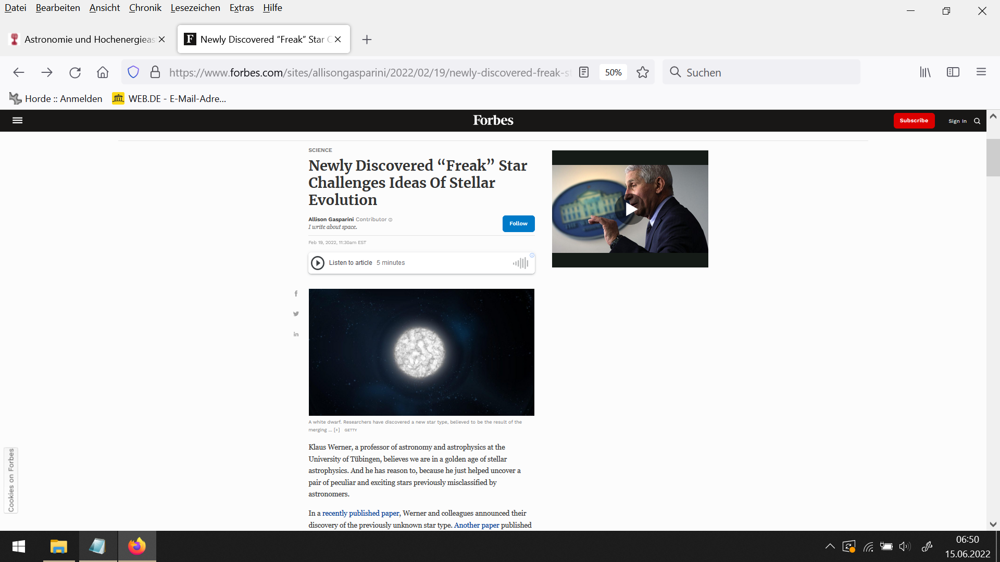 Datei Bearbeiten Ansicht Chronik Lesezeichen Extras Hilfe
Astronomie und Hochenergieas
Newly Discovered “Freak” Star C
https://www.forbes.com/sites/allisongasparini/2022/02/19/newly-discovered-freak-s
50%
Suchen
Horde :: Anmelden
WEB.DE - E-Mail-Adre...
Forbes
Subscribe
Sign In
SCIENCE
Newly Discovered “Freak” Star
Challenges Ideas Of Stellar
Evolution
Allison Gasparini Contributor
I write about space.
Follow
Feb 19, 2022, 11:30am EST
Listen to article 5 minutes
A white dwarf. Researchers have discovered a new star type, believed to be the result of the
merging ... [+] GETTY
Klaus Werner, a professor of astronomy and astrophysics at the
University of Tübingen, believes we are in a golden age of stellar
astrophysics. And he has reason to, because he just helped uncover a
pair of peculiar and exciting stars previously misclassified by
astronomers.
In a recently published paper, Werner and colleagues announced their
discovery of the previously unknown star type. Another paper published
Cookies on Forbes
06:50
15.06.2022